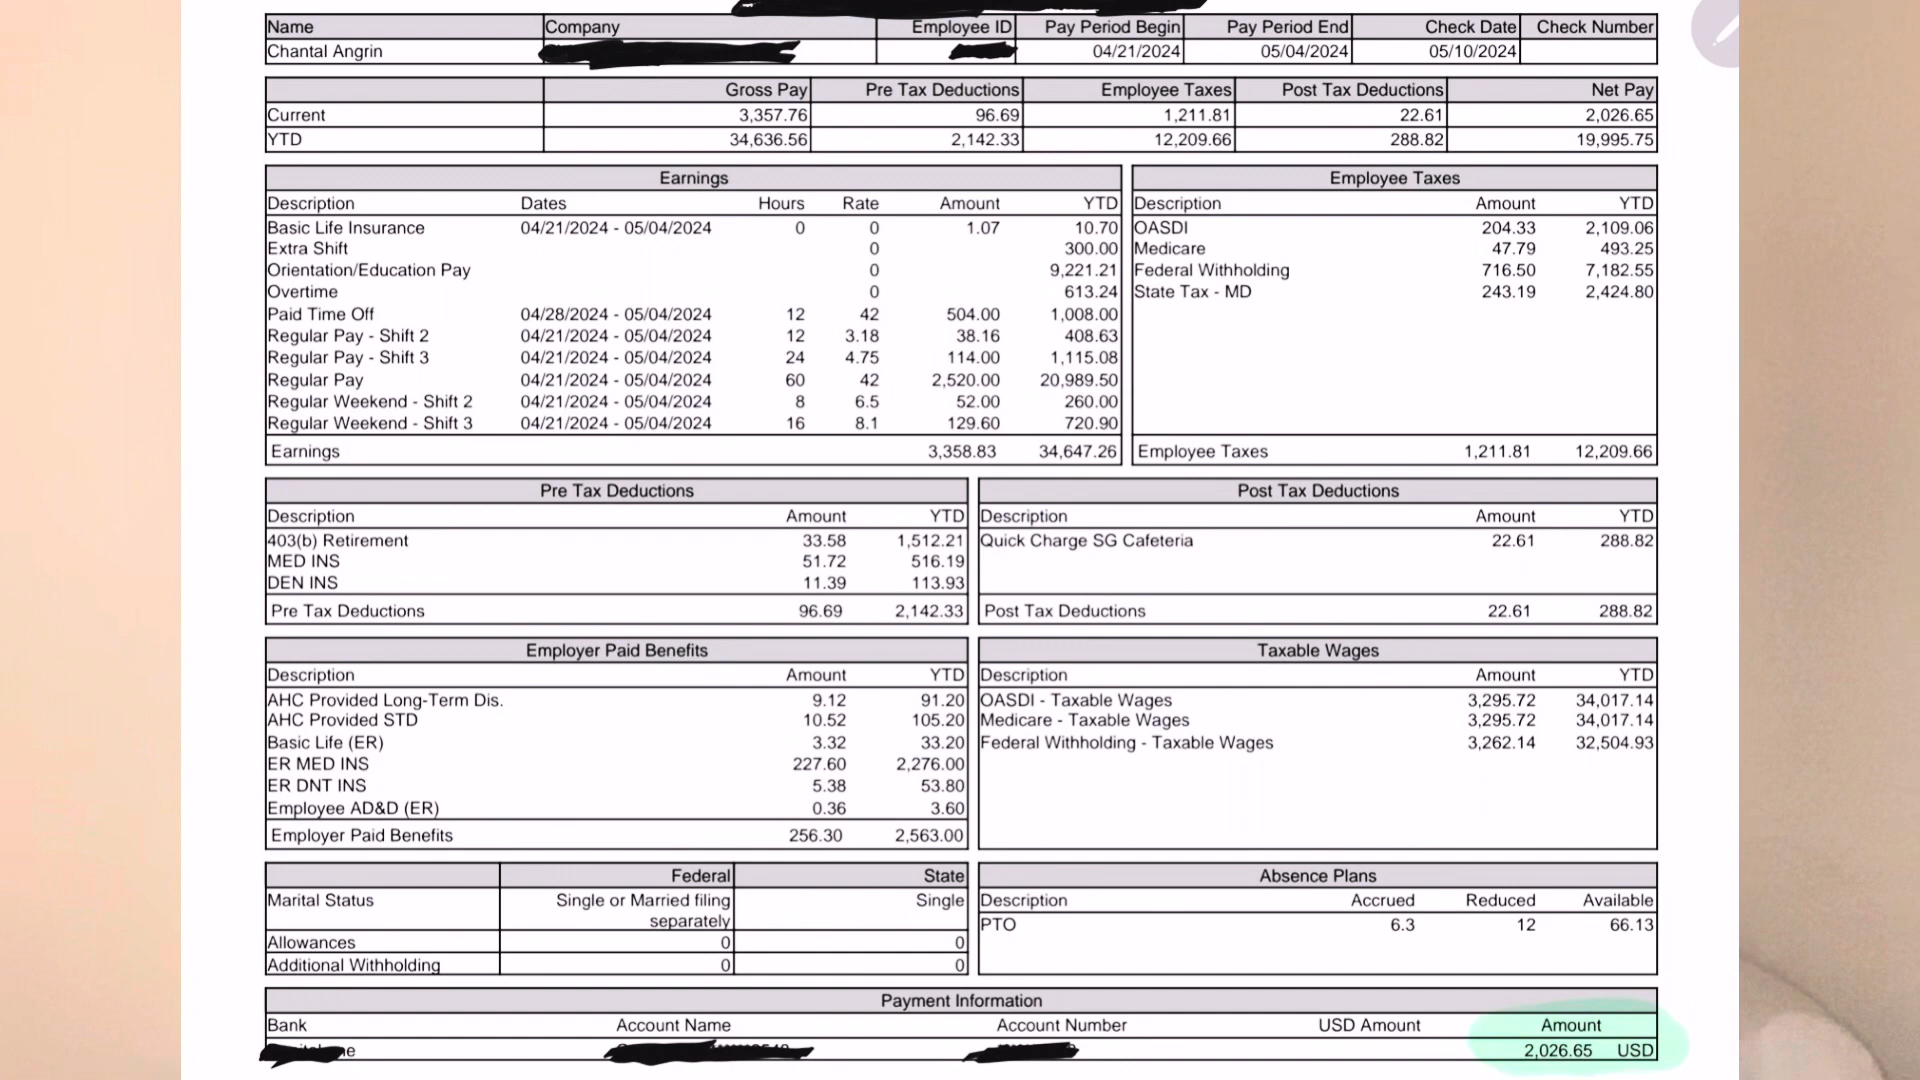 Name Company Employee ID Pay Period Begin Pay Period End Check Date Check Number
Chantal Angrin 04/21/2024 05/04/2024 05/10/2024
Gross Pay Pre Tax Deductions Employee Taxes Post Tax Deductions Net Pay
Current 3,357.76 96.69 1,211.81 22.61 2,026.65
YTD 34,636.56 2,142.33 12,209.66 288.82 19,995.75
Earnings
Description Dates Hours Rate Amount YTD
Basic Life Insurance 04/21/2024 - 05/04/2024 0 0 1.07 10.70
Extra Shift 0 300.00
Orientation/Education Pay 0 9,221.21
Overtime 0 613.24
Paid Time Off 04/28/2024 - 05/04/2024 12 42 504.00 1,008.00
Regular Pay - Shift 2 04/21/2024 - 05/04/2024 12 3.18 38.16 408.63
Regular Pay - Shift 3 04/21/2024 - 05/04/2024 24 4.75 114.00 1,115.08
Regular Pay 04/21/2024 - 05/04/2024 60 42 2,520.00 20,989.50
Regular Weekend - Shift 2 04/21/2024 - 05/04/2024 8 6.5 52.00 260.00
Regular Weekend - Shift 3 04/21/2024 - 05/04/2024 16 8.1 129.60 720.90
Earnings 3,358.83 34,647.26
Employee Taxes
Description Amount YTD
OASDI 204.33 2,109.06
Medicare 47.79 493.25
Federal Withholding 716.50 7,182.55
State Tax - MD 243.19 2,424.80
Employee Taxes 1,211.81 12,209.66
Pre Tax Deductions
Description Amount YTD
403(b) Retirement 33.58 1,512.21
MED INS 51.72 516.19
DEN INS 11.39 113.93
Pre Tax Deductions 96.69 2,142.33
Post Tax Deductions
Description Amount YTD
Quick Charge SG Cafeteria 22.61 288.82
Post Tax Deductions 22.61 288.82
Employer Paid Benefits
Description Amount YTD
AHC Provided Long-Term Dis. 9.12 91.20
AHC Provided STD 10.52 105.20
Basic Life (ER) 3.32 33.20
ER MED INS 227.60 2,276.00
ER DNT INS 5.38 53.80
Employee AD&D (ER) 0.36 3.60
Employer Paid Benefits 256.30 2,563.00
Taxable Wages
Description Amount YTD
OASDI - Taxable Wages 3,295.72 34,017.14
Medicare - Taxable Wages 3,295.72 34,017.14
Federal Withholding - Taxable Wages 3,262.14 32,504.93
Federal State
Marital Status Single or Married filing Single
separately
Allowances 0 0
Additional Withholding 0 0
Absence Plans
Description Accrued Reduced Available
PTO 6.3 12 66.13
Payment Information
Bank Account Name Account Number USD Amount Amount
2,026.65 USD